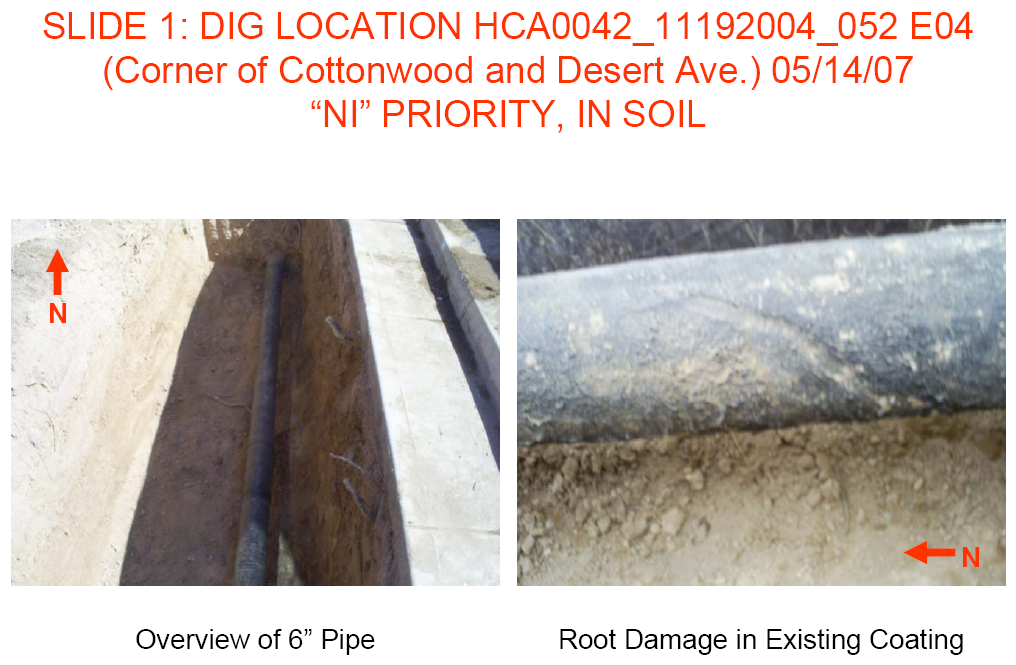 SLIDE 1: DIG LOCATION HCA0042_11192004_052 E04
(Corner of Cottonwood and Desert Ave.) 05/14/07
“NI” PRIORITY, IN SOIL
N
N
Overview of 6” Pipe
Root Damage in Existing Coating